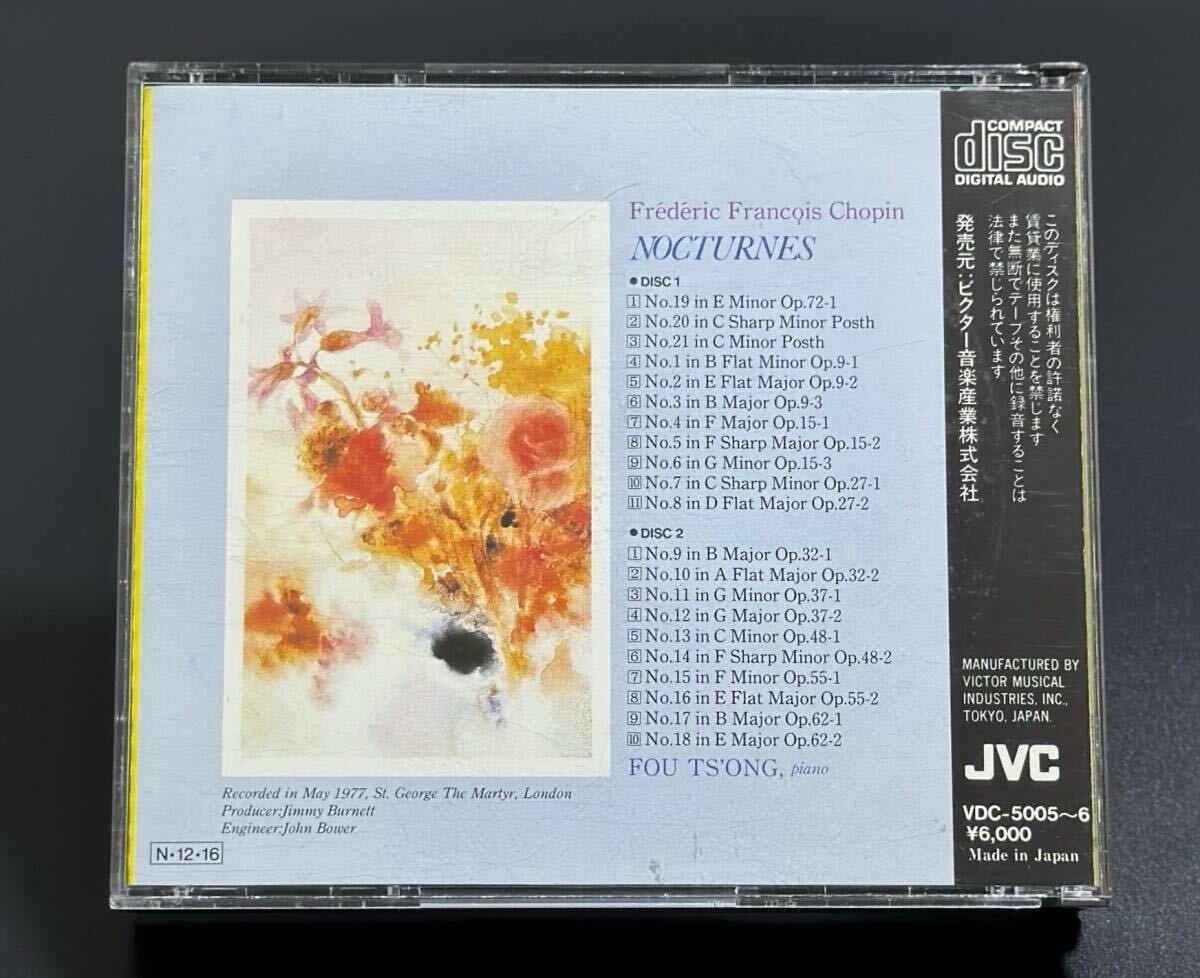 Frédéric François Chopin
NOCTURNES
● DISC 1
1 No.19 in E Minor Op.72-1
2 No.20 in C Sharp Minor Posth
3 No.21 in C Minor Posth
4 No.1 in B Flat Minor Op.9-1
5 No.2 in E Flat Major Op.9-2
6 No.3 in B Major Op.9-3
7 No.4 in F Major Op.15-1
8 No.5 in F Sharp Major Op.15-2
9 No.6 in G Minor Op.15-3
10 No.7 in C Sharp Minor Op.27-1
11 No.8 in D Flat Major Op.27-2
● DISC 2
1 No.9 in B Major Op.32-1
2 No.10 in A Flat Major Op.32-2
3 No.11 in G Minor Op.37-1
4 No.12 in G Major Op.37-2
5 No.13 in C Minor Op.48-1
6 No.14 in F Sharp Minor Op.48-2
7 No.15 in F Minor Op.55-1
8 No.16 in E Flat Major Op.55-2
9 No.17 in B Major Op.62-1
10 No.18 in E Major Op.62-2
FOU TS'ONG, piano
Recorded in May 1977, St. George The Martyr, London
Producer:Jimmy Burnett
Engineer:John Bower
N・12・16
COMPACT
disc
DIGITAL AUDIO
このディスクは権利者の許諾なく
賃貸業に使用することを禁じます
また無断でテープその他に録音することは
法律で禁じられています
発売元:ビクター音楽産業株式会社
MANUFACTURED BY
VICTOR MUSICAL
INDUSTRIES, INC.,
TOKYO, JAPAN.
JVC
VDC-5005〜6
¥6,000
Made in Japan